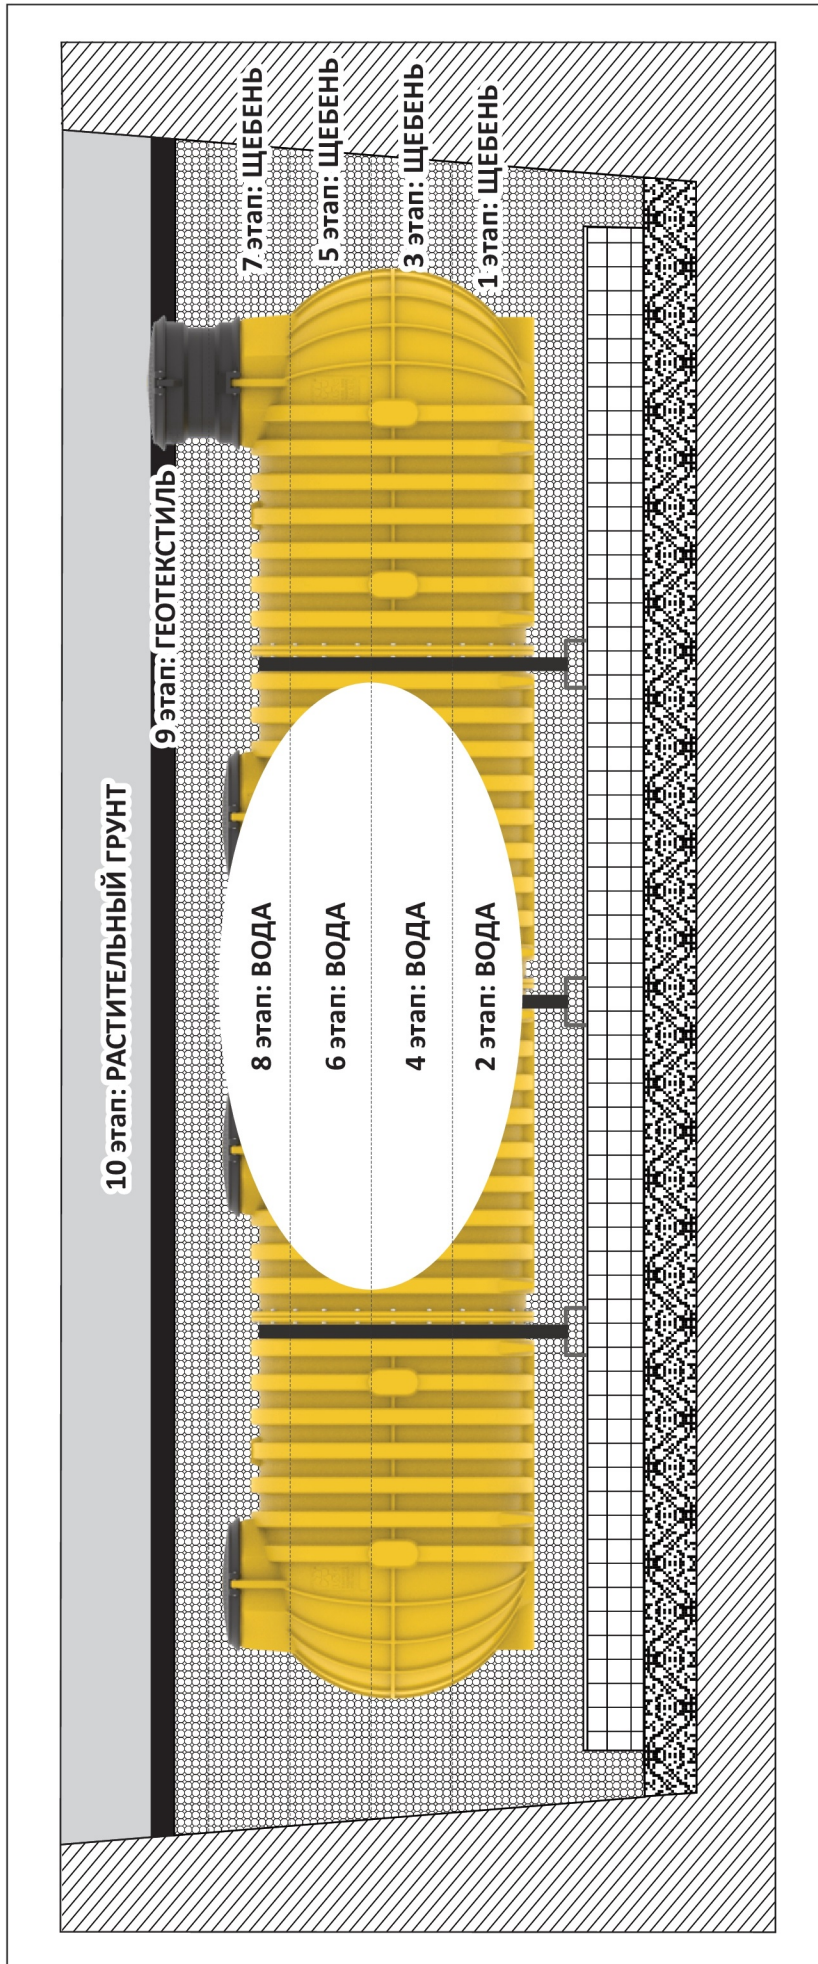 10 этап: РАСТИТЕЛЬНЫЙ ГРУНТ
9 этап: ГЕОТЕКСТИЛЬ
8 этап: ВОДА
7 этап: ЩЕБЕНЬ
6 этап: ВОДА
5 этап: ЩЕБЕНЬ
4 этап: ВОДА
3 этап: ЩЕБЕНЬ
2 этап: ВОДА
1 этап: ЩЕБЕНЬ